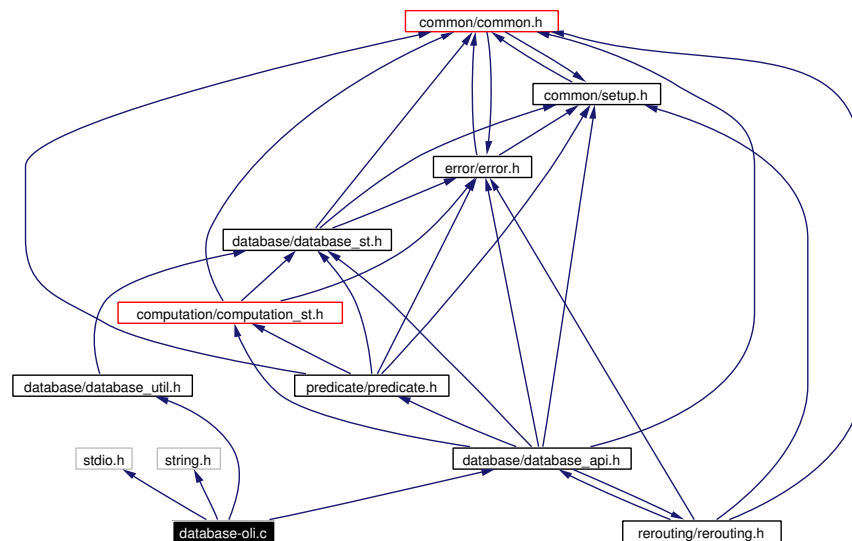 common/common.h
common/setup.h
error/error.h
database/database_st.h
computation/computation_st.h
database/database_util.h
predicate/predicate.h
stdio.h
string.h
database/database_api.h
database-oli.c
rerouting/rerouting.h